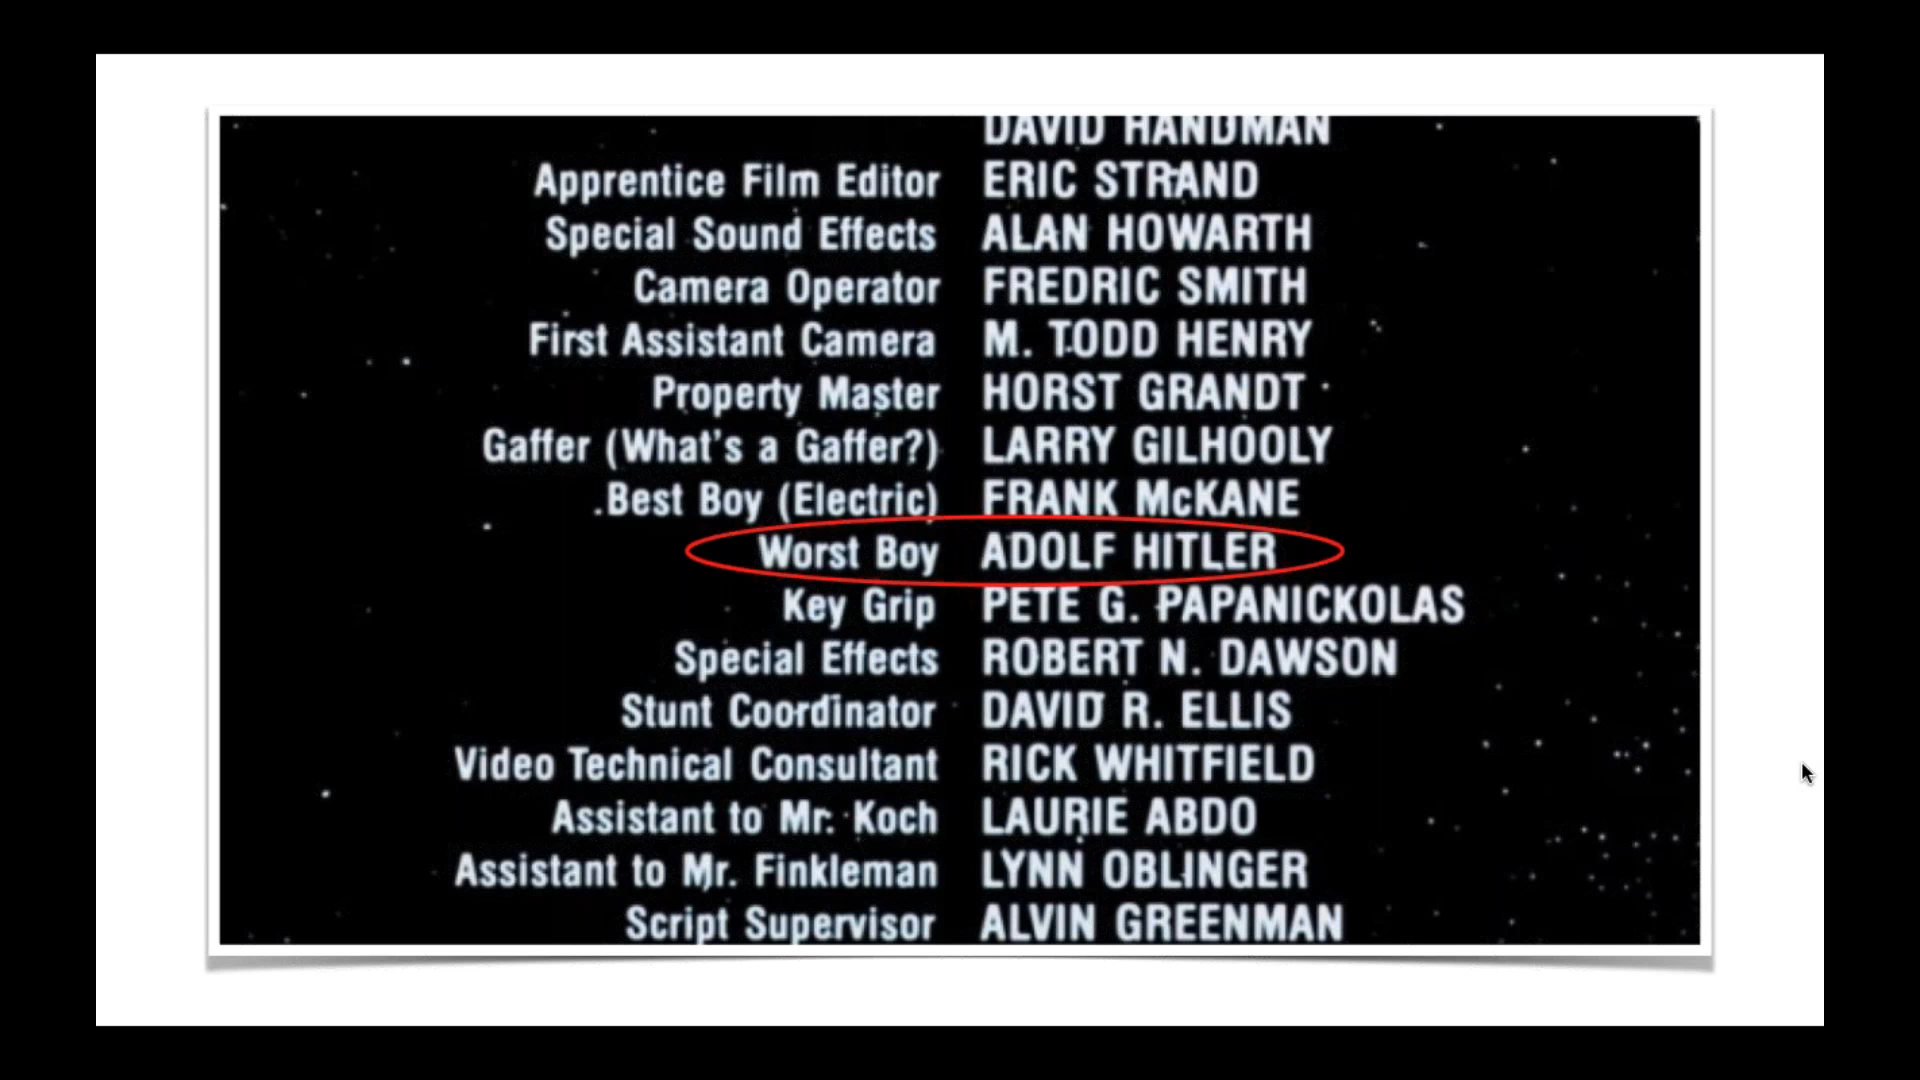 DAVID HANDMAN
Apprentice Film Editor ERIC STRAND
Special Sound Effects ALAN HOWARTH
Camera Operator FREDRIC SMITH
First Assistant Camera M. TODD HENRY
Property Master HORST GRANDT
Gaffer (What's a Gaffer?) LARRY GILHOOLY
Best Boy (Electric) FRANK McKANE
Worst Boy ADOLF HITLER
Key Grip PETE G. PAPANICKOLAS
Special Effects ROBERT N. DAWSON
Stunt Coordinator DAVID R. ELLIS
Video Technical Consultant RICK WHITFIELD
Assistant to Mr. Koch LAURIE ABDO
Assistant to Mr. Finkleman LYNN OBLINGER
Script Supervisor ALVIN GREENMAN